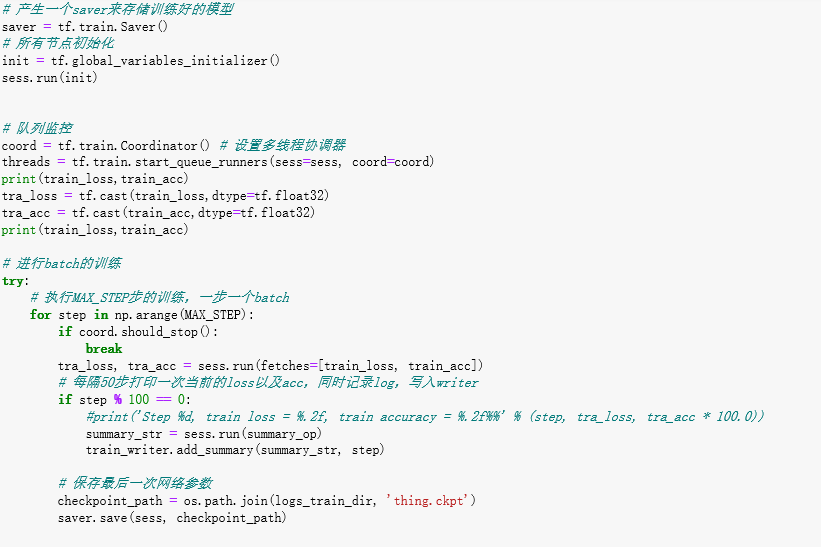 # 产生一个saver来存储训练好的模型
saver = tf.train.Saver()
# 所有节点初始化
init = tf.global_variables_initializer()
sess.run(init)
# 队列监控
coord = tf.train.Coordinator() # 设置多线程协调器
threads = tf.train.start_queue_runners(sess=sess, coord=coord)
print(train_loss,train_acc)
tra_loss = tf.cast(train_loss,dtype=tf.float32)
tra_acc = tf.cast(train_acc,dtype=tf.float32)
print(train_loss,train_acc)
# 进行batch的训练
try:
    # 执行MAX_STEP步的训练，一步一个batch
    for step in np.arange(MAX_STEP):
        if coord.should_stop():
            break
        tra_loss, tra_acc = sess.run(fetches=[train_loss, train_acc])
        # 每隔50步打印一次当前的loss以及acc，同时记录log，写入writer
        if step % 100 == 0:
            #print('Step %d, train loss = %.2f, train accuracy = %.2f%%' % (step, tra_loss, tra_acc * 100.0))
            summary_str = sess.run(summary_op)
            train_writer.add_summary(summary_str, step)
        # 保存最后一次网络参数
        checkpoint_path = os.path.join(logs_train_dir, 'thing.ckpt')
        saver.save(sess, checkpoint_path)